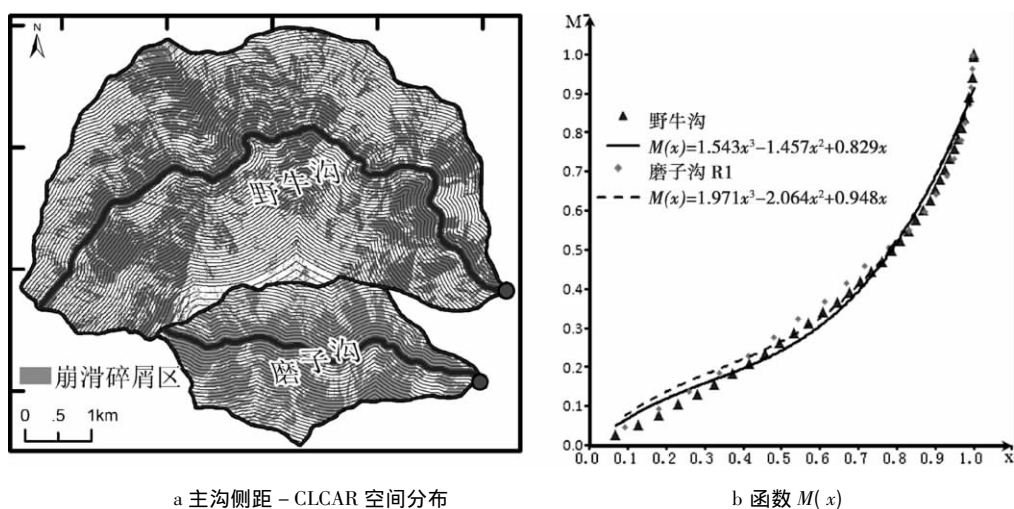 N
野牛沟
磨子沟
崩滑碎屑区
0 .5 1km
M
1.0
0.9
0.8
0.7
0.6
0.5
0.4
0.3
0.2
0.1
0.0
0.0 0.1 0.2 0.3 0.4 0.5 0.6 0.7 0.8 0.9 1.0 x
野牛沟
M(x)=1.543x³−1.457x²+0.829x
磨子沟 R1
M(x)=1.971x³−2.064x²+0.948x
a 主沟侧距 – CLCAR 空间分布
b 函数 M( x)